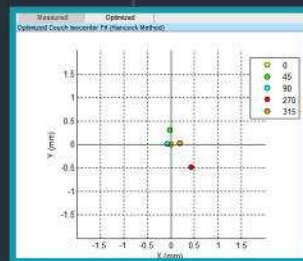 Measured Optimized
Optimized Couch Isocenter Fit (Hancock Method)
0
45
90
270
315
1.5
1
0.5
0
-0.5
-1
-1.5
Y (mm)
-1.5 -1 -0.5 0 0.5 1 1.5
X (mm)